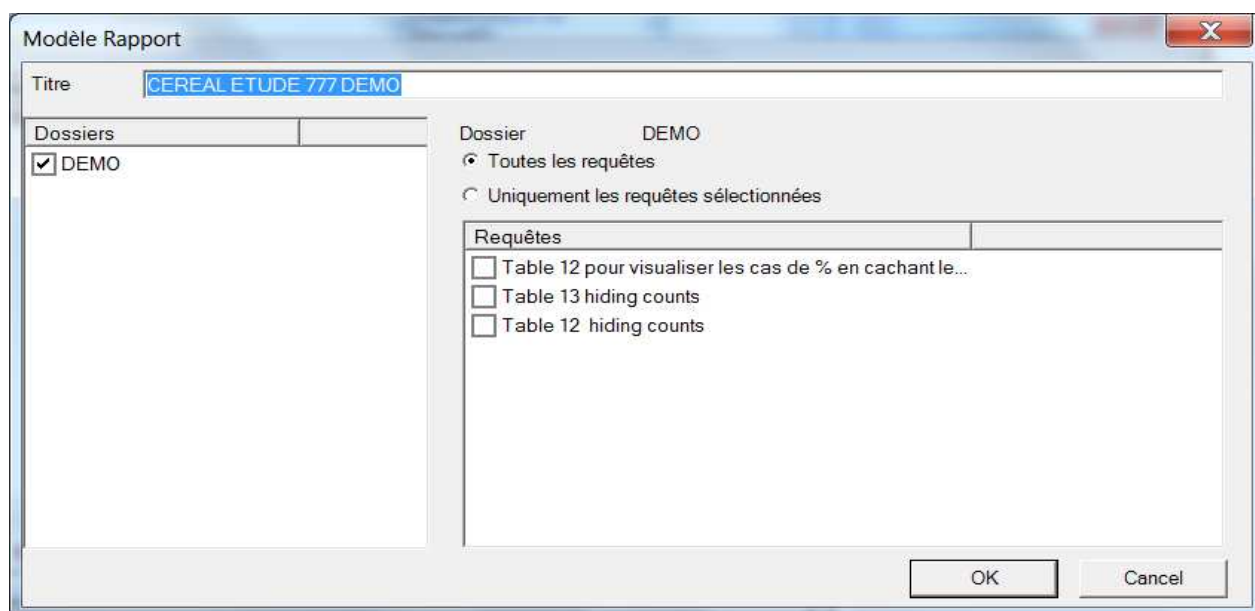 Modèle Rapport
X
Titre CEREAL ETUDE 777 DEMO
Dossiers
DEMO
Dossier DEMO
Toutes les requêtes
Uniquement les requêtes sélectionnées
Requêtes
Table 12 pour visualiser les cas de % en cachant le...
Table 13 hiding counts
Table 12 hiding counts
OK Cancel